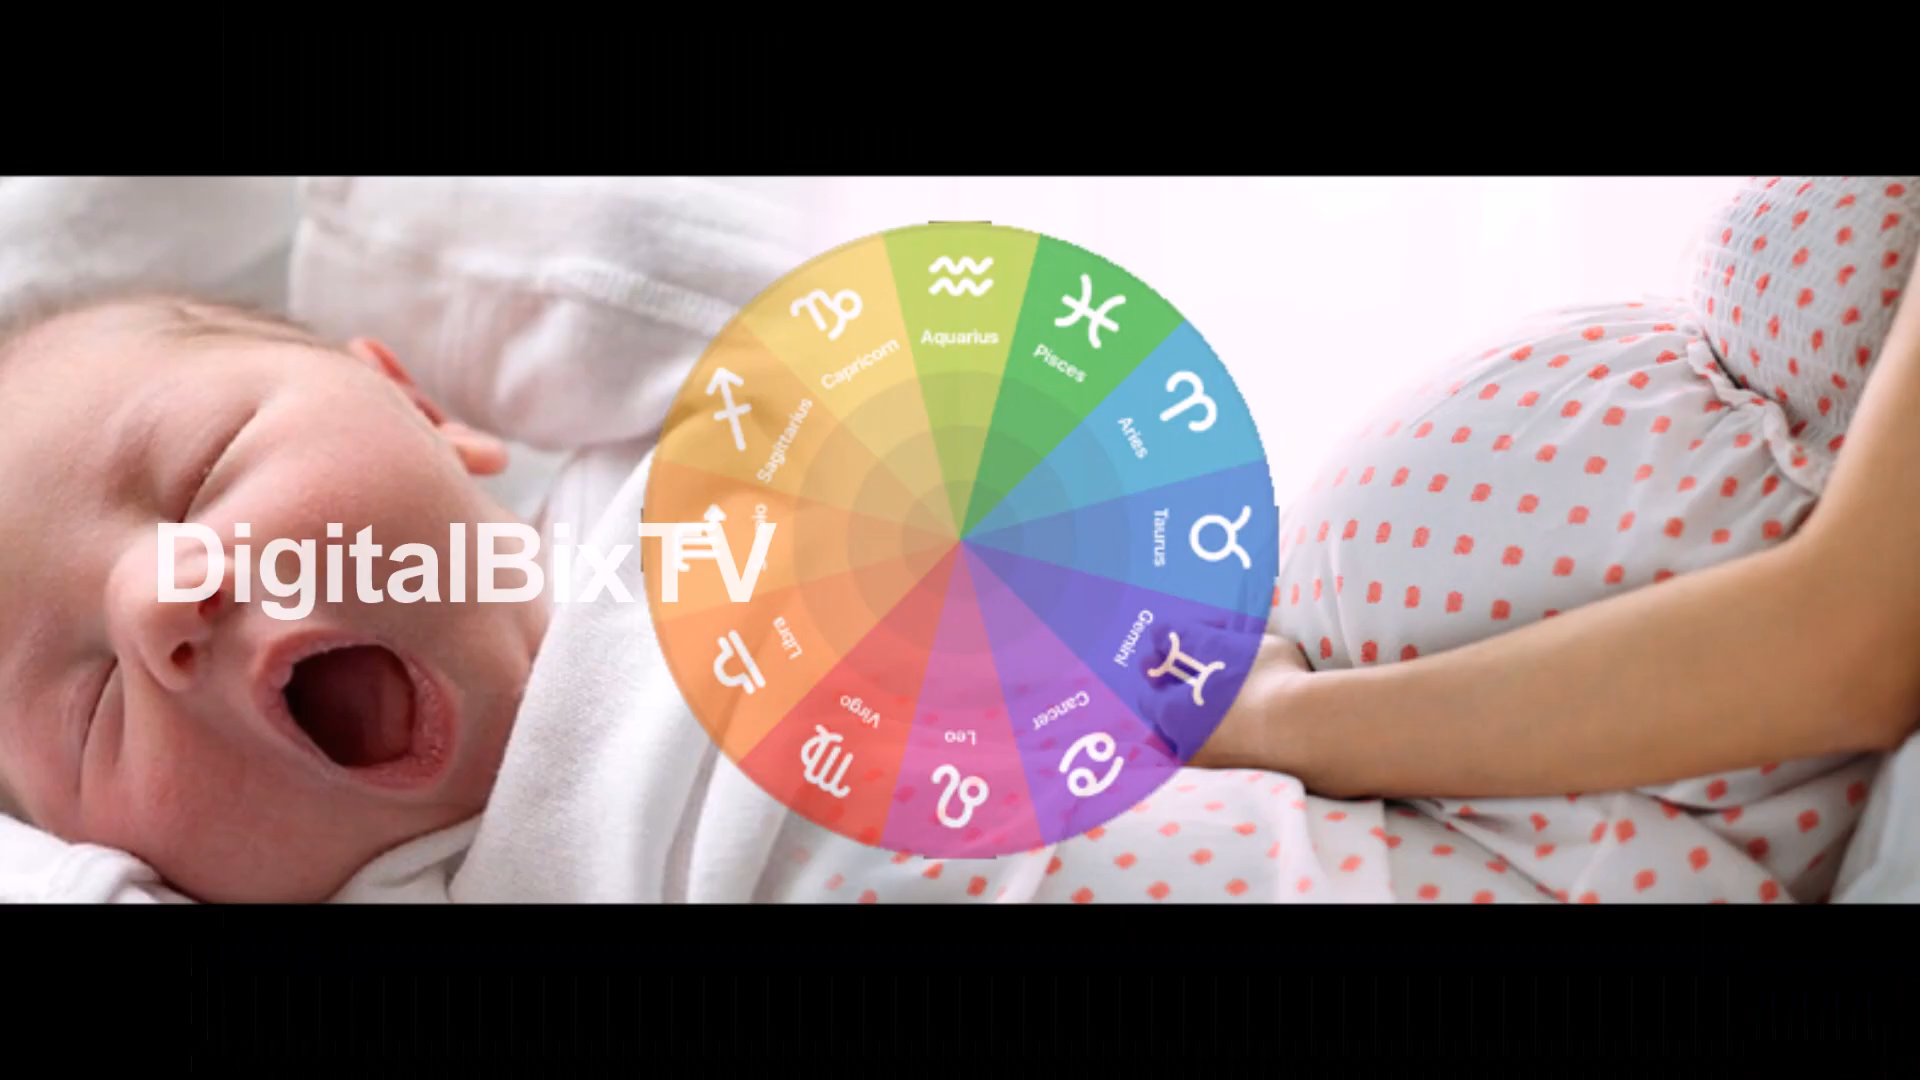 Aquarius
Pisces
Capricorn
Aries
Sagittarius
Taurus
DigitalBixTV
Gemini
Libra
Cancer
Virgo
Leo